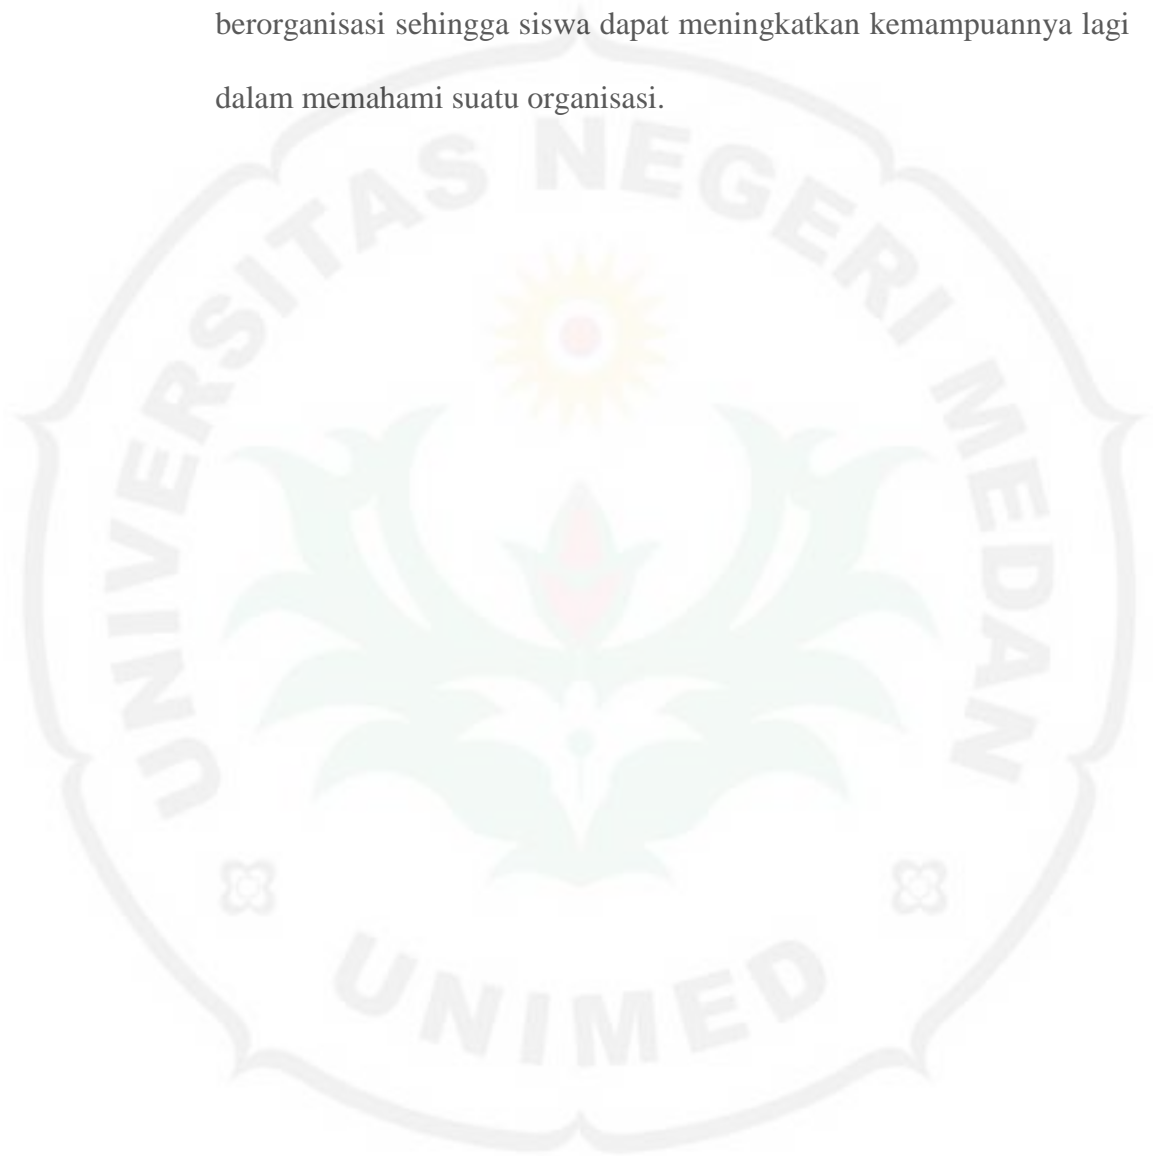 berorganisasi sehingga siswa dapat meningkatkan kemampuannya lagi
dalam memahami suatu organisasi.
UNIVERSITAS NEGERI MEDAN
UNIMED